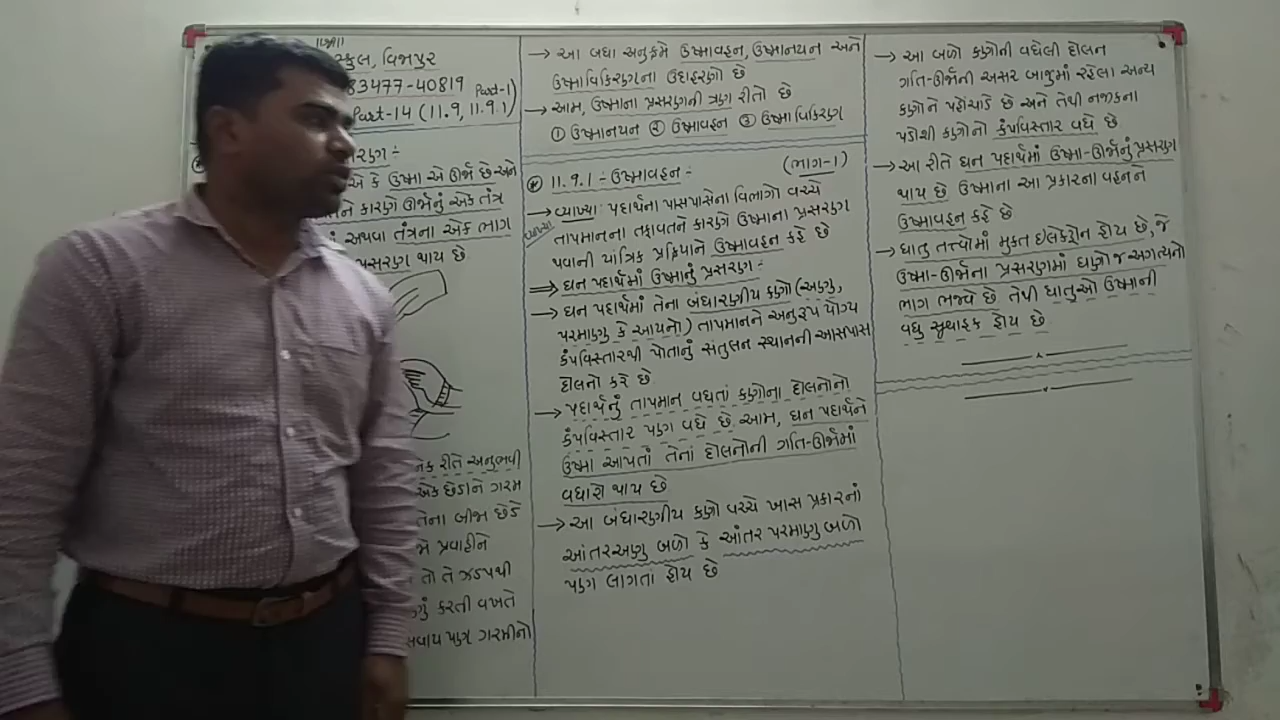 સ્કુલ, વિજાપુર
83477-40819 Part-1
Part-14 (11.9, 11.9.1)
એ કે ઉષ્મા એ ઊર્જા છે અને
ને કારણે ઊર્જાનું એક તંત્ર
અથવા તંત્રના એક ભાગ
પ્રસરણ થાય છે
રીતે અનુભવી
એક છેડાને ગરમ
તેના બીજા છેડે
પ્રવાહીને
તો તે ઝડપથી
કરતી વખતે
સિવાય પણ ગરમીનો
→ આ બધા અનુક્રમે ઉષ્માવહન, ઉષ્માનયન અને
ઉષ્માવિકિરણના ઉદાહરણો છે
→ આમ, ઉષ્માના પ્રસરણની ત્રણ રીતો છે
① ઉષ્માનયન ② ઉષ્માવહન ③ ઉષ્માવિકિરણ
(ભાગ-1)
11.9.1 :- ઉષ્માવહન :-
→ વ્યાખ્યા: પદાર્થના પાસપાસેના વિભાગો વચ્ચે
તાપમાનના તફાવતને કારણે ઉષ્માના પ્રસરણ
થવાની યાંત્રિક પ્રક્રિયાને ઉષ્માવહન કહે છે
⇒ ઘન પદાર્થમાં ઉષ્માનું પ્રસરણ :-
→ ઘન પદાર્થમાં તેના બંધારણીય કણો (અણુ,
પરમાણુ કે આયનો) તાપમાનને અનુરૂપ યોગ્ય
કંપવિસ્તારથી પોતાનું સંતુલન સ્થાનની આસપાસ
દોલનો કરે છે
→ પદાર્થનું તાપમાન વધતાં કણોના દોલનોનો
કંપવિસ્તાર પણ વધે છે. આમ, ઘન પદાર્થને
ઉષ્મા આપતાં તેનાં દોલનોની ગતિ-ઊર્જામાં
વધારો થાય છે
→ આ બંધારણીય કણો વચ્ચે ખાસ પ્રકારનાં
આંતરઅણુ બળો કે આંતર પરમાણુ બળો
પણ લાગતાં હોય છે
→ આ બળો કણોની વધેલી દોલન
ગતિ-ઊર્જાની અસર બાજુમાં રહેલા અન્ય
કણોને પહોંચાડે છે અને તેથી નજીકના
પડોશી કણોનો કંપવિસ્તાર વધે છે
→ આ રીતે ઘન પદાર્થમાં ઉષ્મા-ઊર્જાનું પ્રસરણ
થાય છે ઉષ્માના આ પ્રકારના વહનને
ઉષ્માવહન કહે છે
→ ધાતુ તત્ત્વોમાં મુક્ત ઇલેક્ટ્રોન હોય છે, જે
ઉષ્મા-ઊર્જાના પ્રસરણમાં ઘણો જ અગત્યનો
ભાગ ભજવે છે તેથી ધાતુઓ ઉષ્માની
વધુ સુવાહક હોય છે